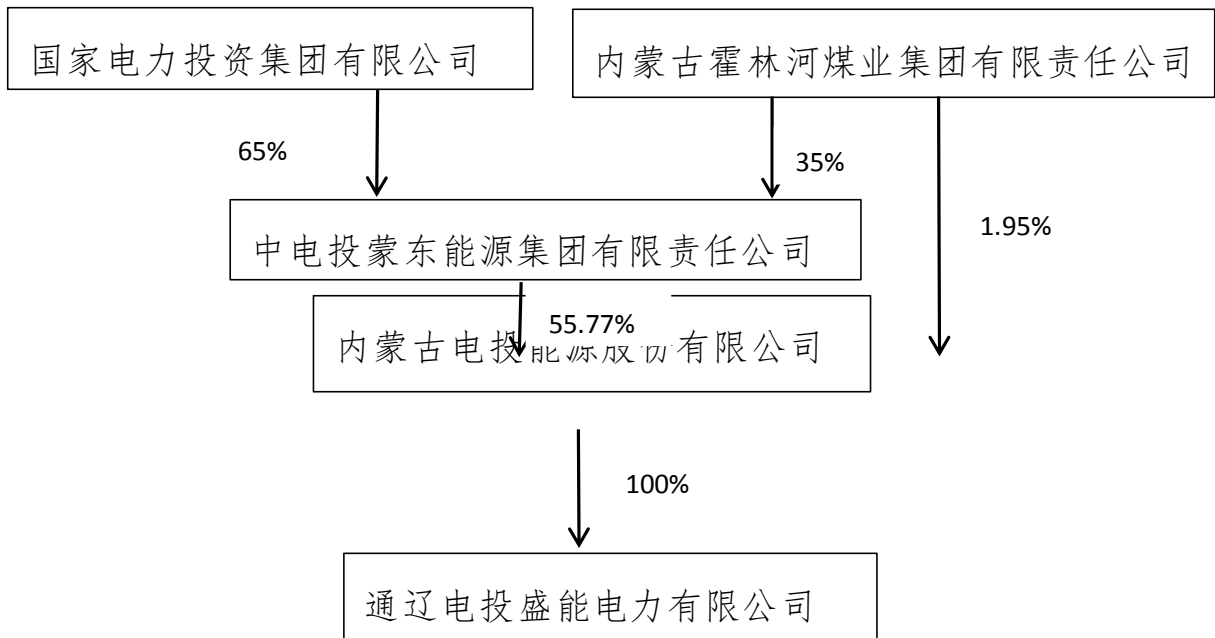 国家电力投资集团有限公司
内蒙古霍林河煤业集团有限责任公司
65%
35%
1.95%
中电投蒙东能源集团有限责任公司
55.77%
内蒙古电投能源股份有限公司
100%
通辽电投盛能电力有限公司